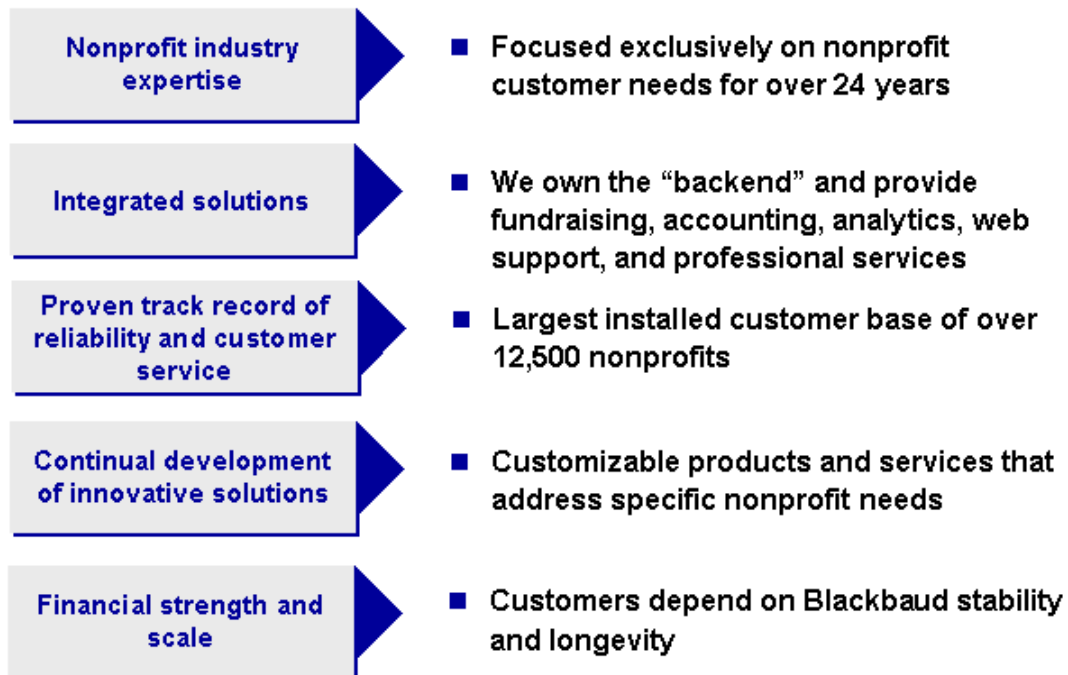 Nonprofit industry
expertise
■ Focused exclusively on nonprofit
customer needs for over 24 years
Integrated solutions
■ We own the “backend” and provide
fundraising, accounting, analytics, web
support, and professional services
Proven track record of
reliability and customer
service
■ Largest installed customer base of over
12,500 nonprofits
Continual development
of innovative solutions
■ Customizable products and services that
address specific nonprofit needs
Financial strength and
scale
■ Customers depend on Blackbaud stability
and longevity